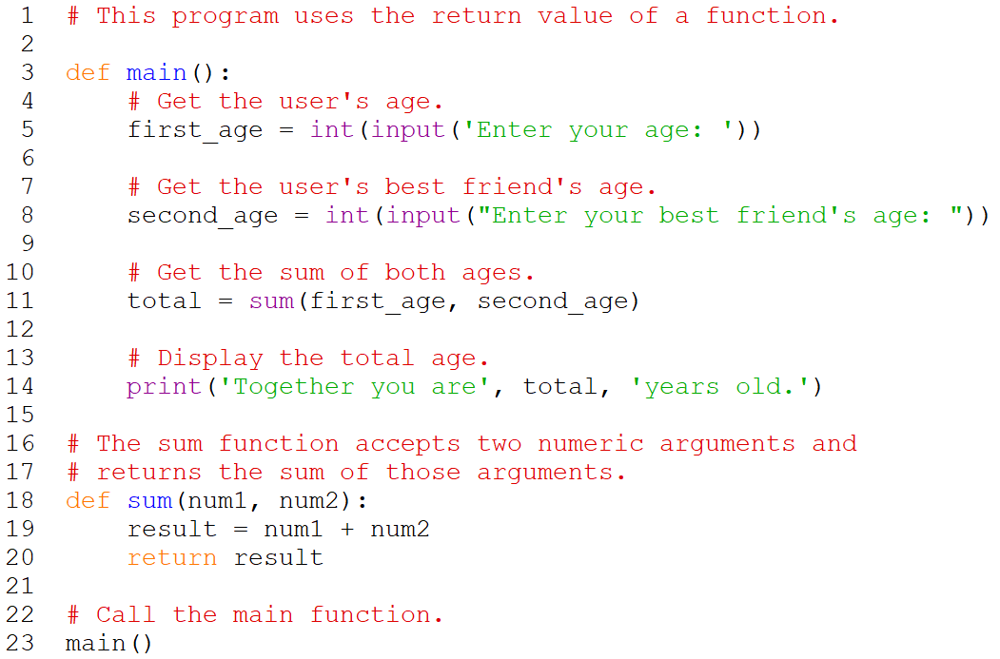 1 # This program uses the return value of a function.
2
3 def main():
4     # Get the user's age.
5     first_age = int(input('Enter your age: '))
6
7     # Get the user's best friend's age.
8     second_age = int(input("Enter your best friend's age: "))
9
10     # Get the sum of both ages.
11     total = sum(first_age, second_age)
12
13     # Display the total age.
14     print('Together you are', total, 'years old.')
15
16 # The sum function accepts two numeric arguments and
17 # returns the sum of those arguments.
18 def sum(num1, num2):
19     result = num1 + num2
20     return result
21
22 # Call the main function.
23 main()